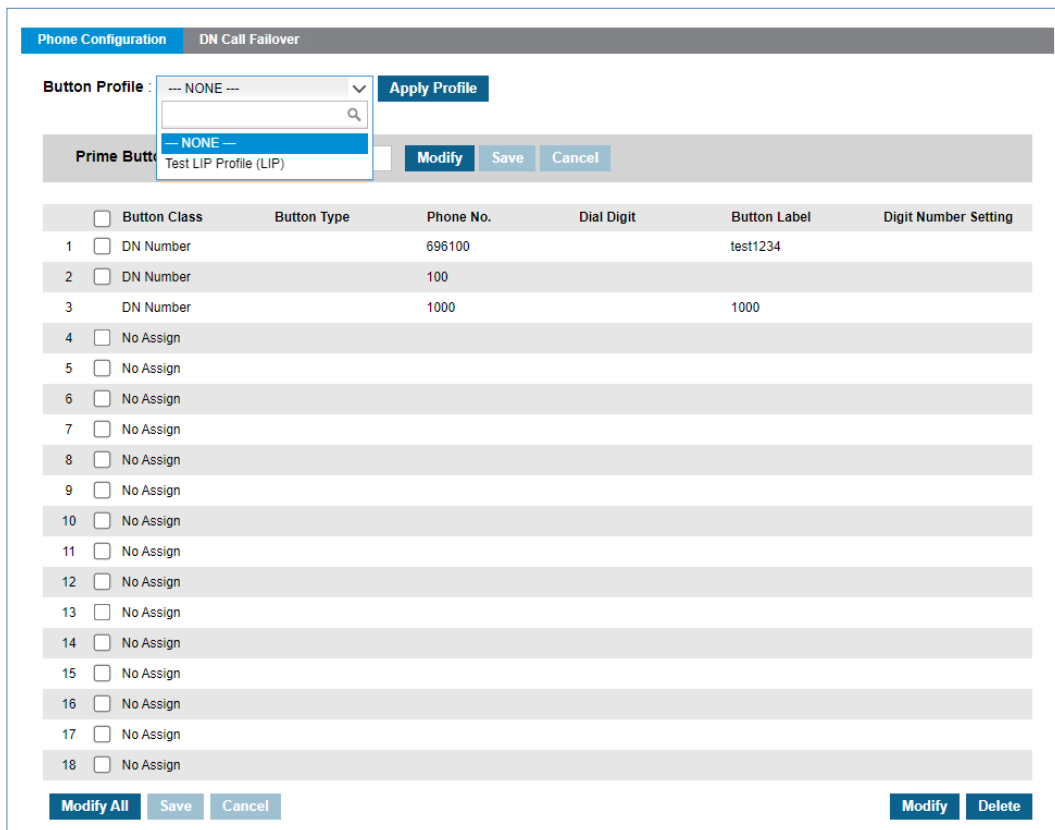 Phone Configuration DN Call Failover
Button Profile : --- NONE --- Apply Profile
--- NONE ---
Test LIP Profile (LIP)
Prime Modify Save Cancel
Button Class Button Type Phone No. Dial Digit Button Label Digit Number Setting
1 DN Number 696100 test1234
2 DN Number 100
3 DN Number 1000 1000
4 No Assign
5 No Assign
6 No Assign
7 No Assign
8 No Assign
9 No Assign
10 No Assign
11 No Assign
12 No Assign
13 No Assign
14 No Assign
15 No Assign
16 No Assign
17 No Assign
18 No Assign
Modify All Save Cancel Modify Delete